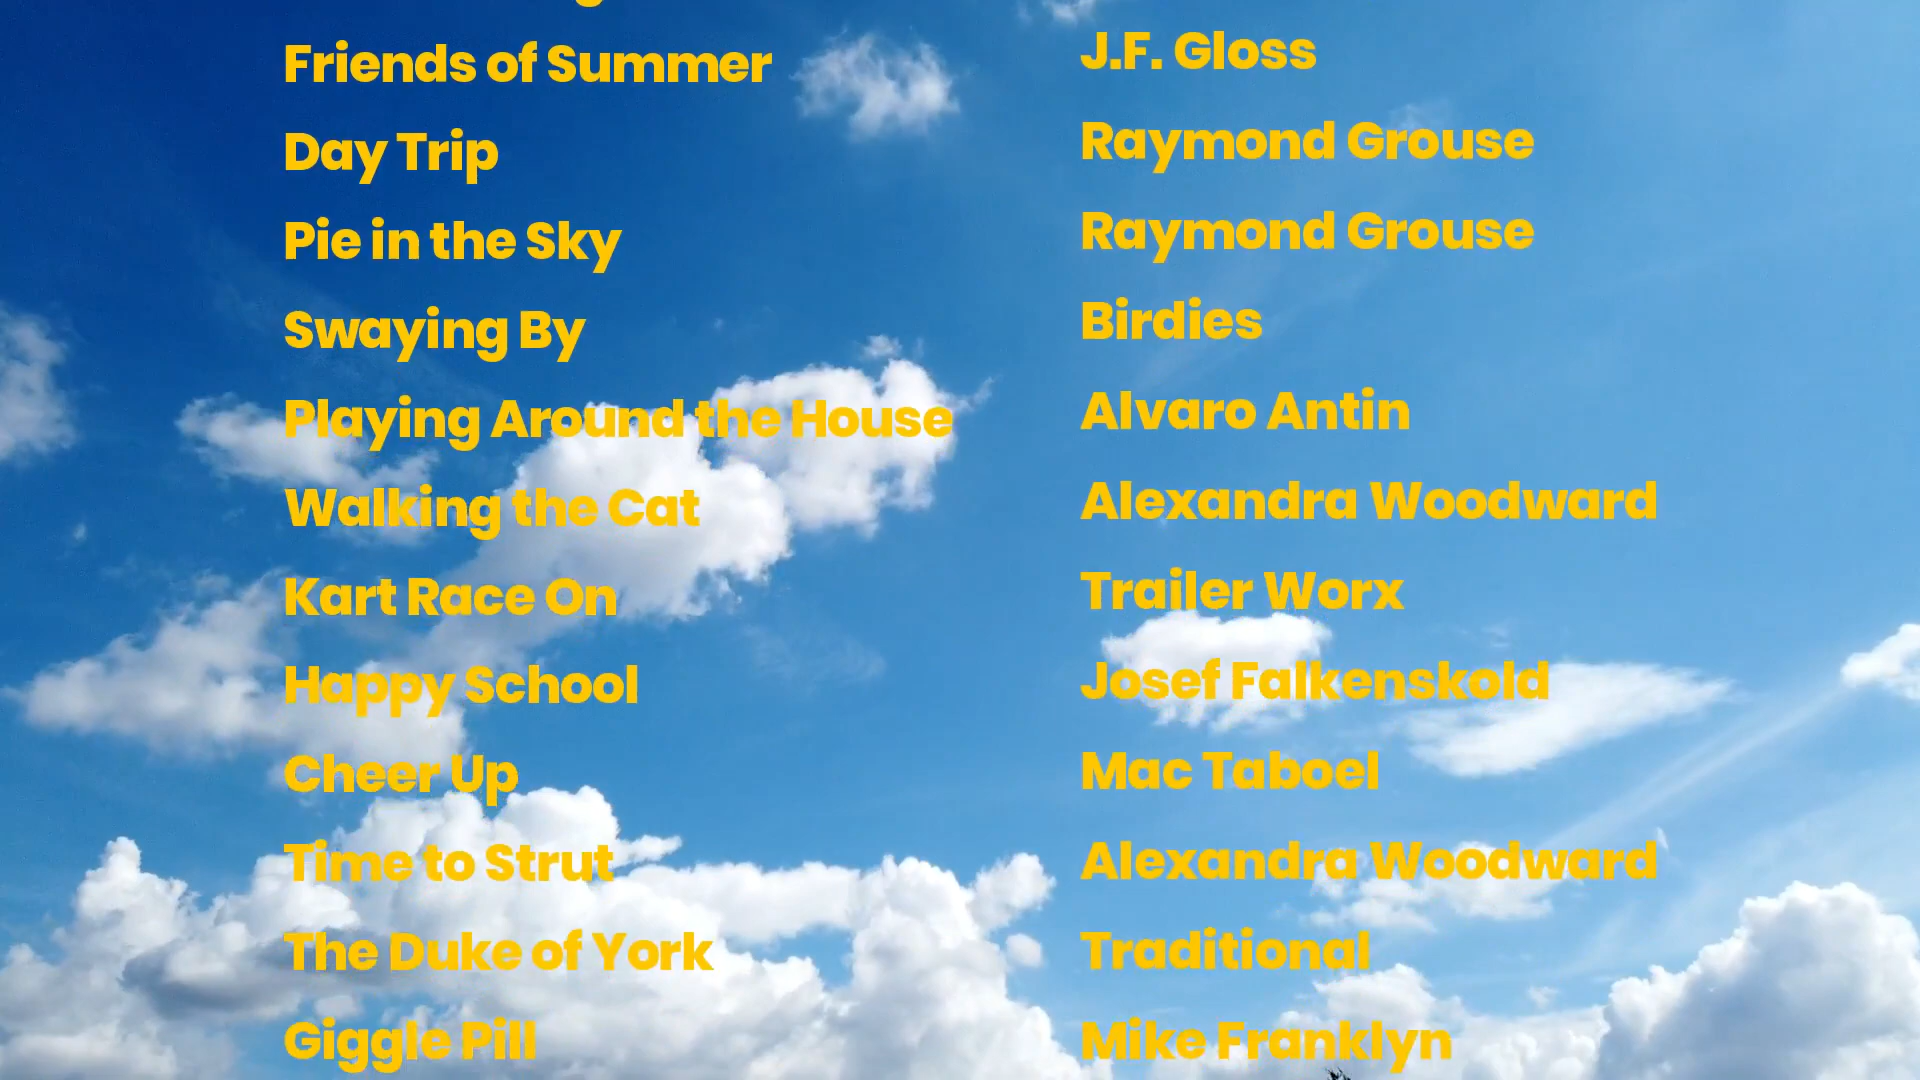 Friends of Summer J.F. Gloss
Day Trip Raymond Grouse
Pie in the Sky Raymond Grouse
Swaying By Birdies
Playing Around the House Alvaro Antin
Walking the Cat Alexandra Woodward
Kart Race On Trailer Worx
Happy School Josef Falkenskold
Cheer Up Mac Taboel
Time to Strut Alexandra Woodward
The Duke of York Traditional
Giggle Pill Mike Franklyn